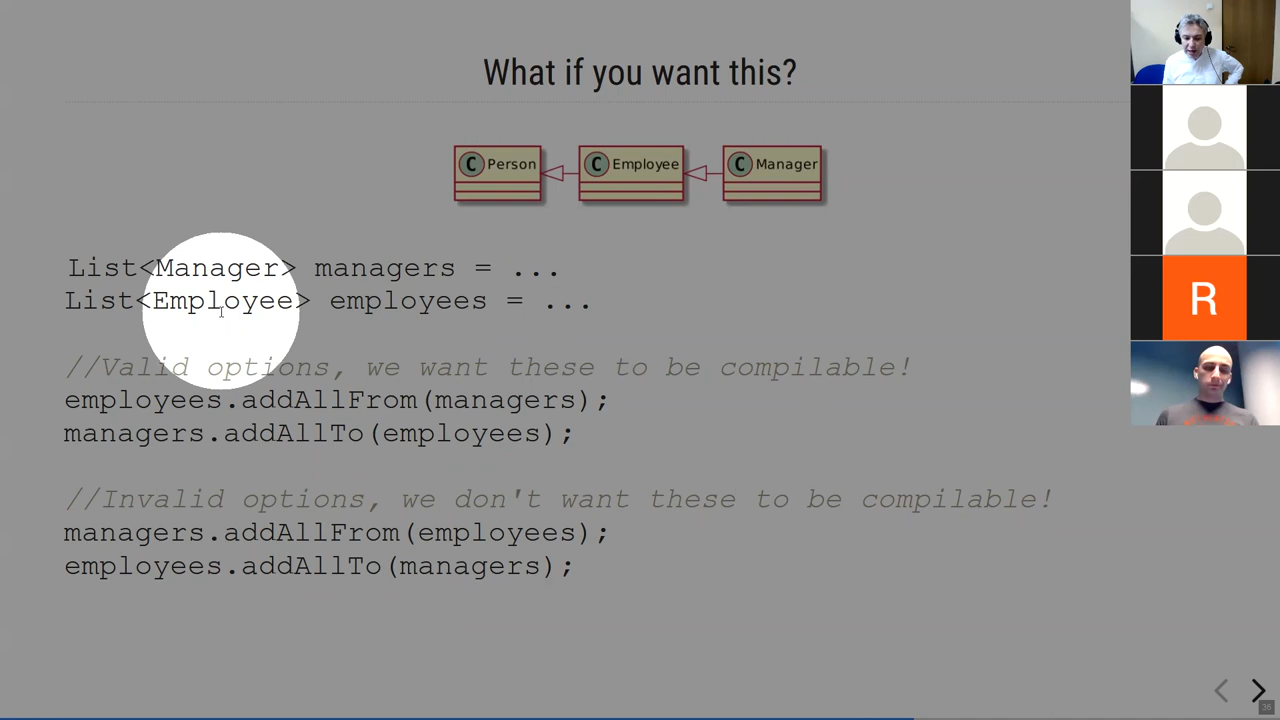 What if you want this?
C Person C Employee C Manager
List<Manager> managers = ...
List<Employee> employees = ...
//Valid options, we want these to be compilable!
employees.addAllFrom(managers);
managers.addAllTo(employees);
//Invalid options, we don't want these to be compilable!
managers.addAllFrom(employees);
employees.addAllTo(managers);
R
36